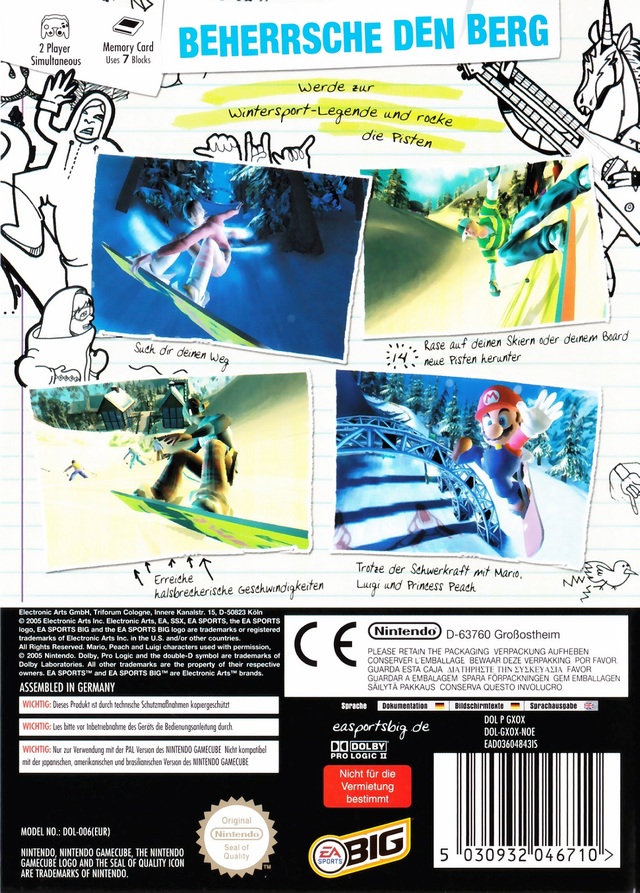 2 Player
Simultaneous
Memory Card
Uses 7 Blocks
BEHERRSCHE DEN BERG
Werde zur
Wintersport-Legende und rocke
die Pisten
Such dir deinen Weg
14
Rase auf deinen Skiern oder deinem Board
neue Pisten herunter
Erreiche
halsbrecherische Geschwindigkeiten
Trotze der Schwerkraft mit Mario,
Luigi und Princess Peach
Electronic Arts GmbH, Triforum Cologne, Innere Kanalstr. 15, D-50823 Köln
© 2005 Electronic Arts Inc. Electronic Arts, EA, SSX, EA SPORTS, the EA SPORTS
logo, EA SPORTS BIG and the EA SPORTS BIG logo are trademarks or registered
trademarks of Electronic Arts Inc. in the U.S. and/or other countries.
All Rights Reserved. Mario, Peach and Luigi characters used with permission,
© 2005 Nintendo. Dolby, Pro Logic and the double-D symbol are trademarks of
Dolby Laboratories. All other trademarks are the property of their respective
owners. EA SPORTS™ and EA SPORTS BIG™ are Electronic Arts™ brands.
ASSEMBLED IN GERMANY
WICHTIG: Dieses Produkt ist durch technische Schutzmaßnahmen kopiergeschützt
WICHTIG: Lies bitte vor Inbetriebnahme des Geräts die Bedienungsanleitung durch.
WICHTIG: Nur zur Verwendung mit der PAL Version des NINTENDO GAMECUBE. Nicht kompatibel
mit der japanischen, amerikanischen und brasilianischen Version des NINTENDO GAMECUBE
MODEL NO.: DOL-006(EUR)
NINTENDO, NINTENDO GAMECUBE, THE NINTENDO
GAMECUBE LOGO AND THE SEAL OF QUALITY ICON
ARE TRADEMARKS OF NINTENDO.
Original
Nintendo
Seal of
Quality
TM
CE
Nintendo D-63760 Großostheim
PLEASE RETAIN THE PACKAGING VERPACKUNG AUFHEBEN
CONSERVER L'EMBALLAGE BEWAAR DEZE VERPAKKING POR FAVOR
GUARDA ESTA CAJA ΔΙΑΤΗΡΗΣΤΕ ΤΗΝ ΣΥΣΚΕΥΑΣΙΑ FAVOR
GUARDAR A EMBALAGEM SPARA FÖRPACKNINGEN GEM EMBALLAGEN
SÄILYTÄ PAKKAUS CONSERVA QUESTO INVOLUCRO
Sprache Dokumentation Bildschirmtexte Sprachausgabe
easportsbig.de
DOLBY
PRO LOGIC II
DOL P GXOX
DOL-GXOX-NOE
EAD03604843IS
Nicht für die
Vermietung
bestimmt
EA
SPORTS
BIG
5 030932 046710 >